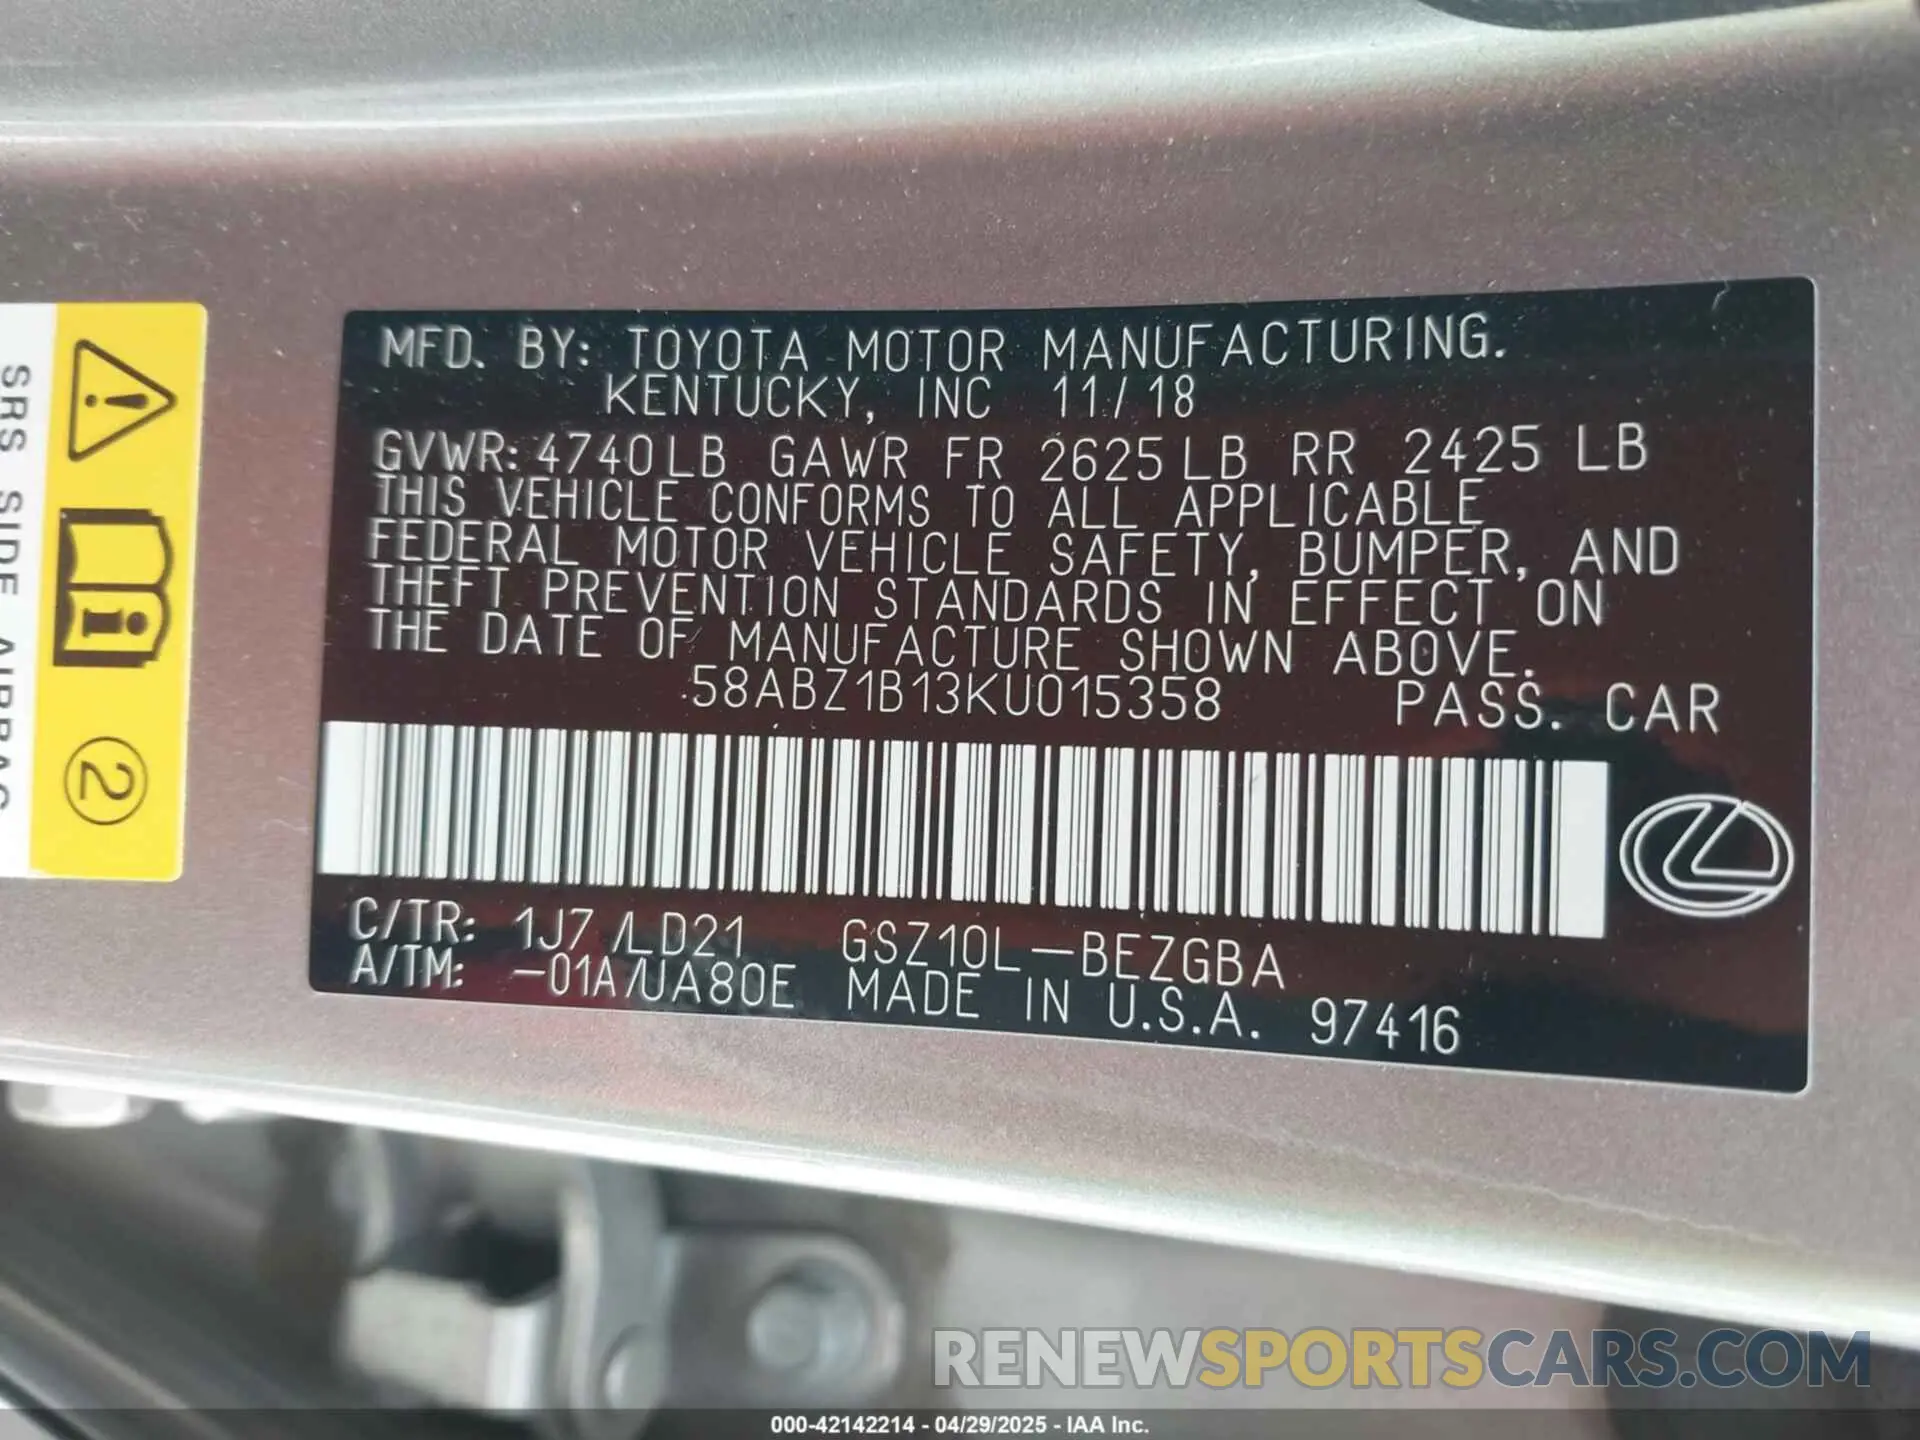 MFD. BY: TOYOTA MOTOR MANUFACTURING.
KENTUCKY, INC 11/18
GVWR: 4740LB GAWR FR 2625LB RR 2425 LB
THIS VEHICLE CONFORMS TO ALL APPLICABLE
FEDERAL MOTOR VEHICLE SAFETY, BUMPER, AND
THEFT PREVENTION STANDARDS IN EFFECT ON
THE DATE OF MANUFACTURE SHOWN ABOVE.
58ABZ1B13KU015358 PASS. CAR
C/TR: 1J7 /LD21 GSZ10L-BEZGBA
A/TM: -01A/UA80E MADE IN U.S.A. 97416
SRS SIDE AIRBAG
2
RENEWSPORTSCARS.COM
000-42142214 - 04/29/2025 - IAA Inc.